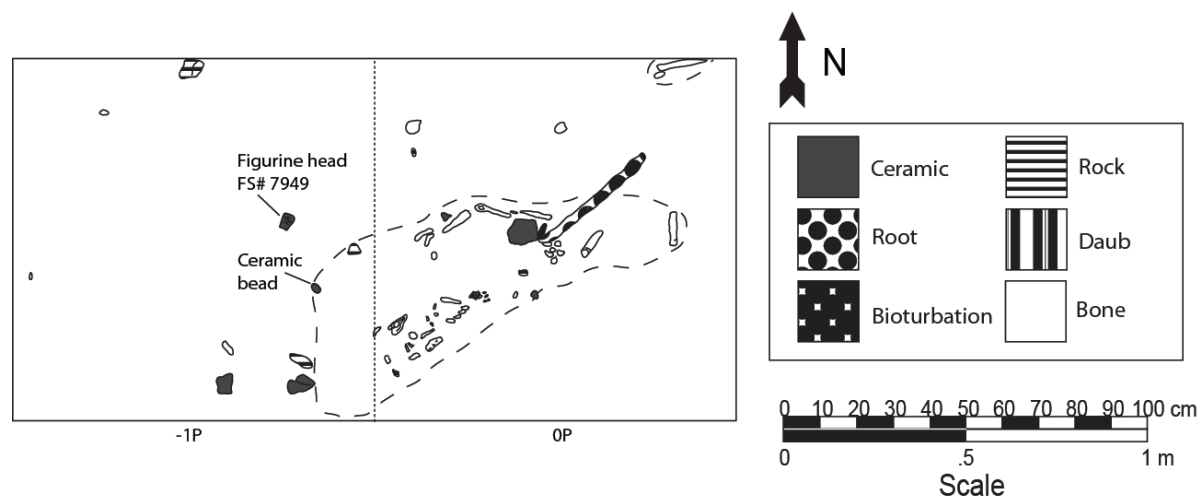 Figurine head
FS# 7949
Ceramic
bead
-1P
0P
N
Ceramic
Rock
Root
Daub
Bioturbation
Bone
0 10 20 30 40 50 60 70 80 90 100 cm
0 .5 1 m
Scale